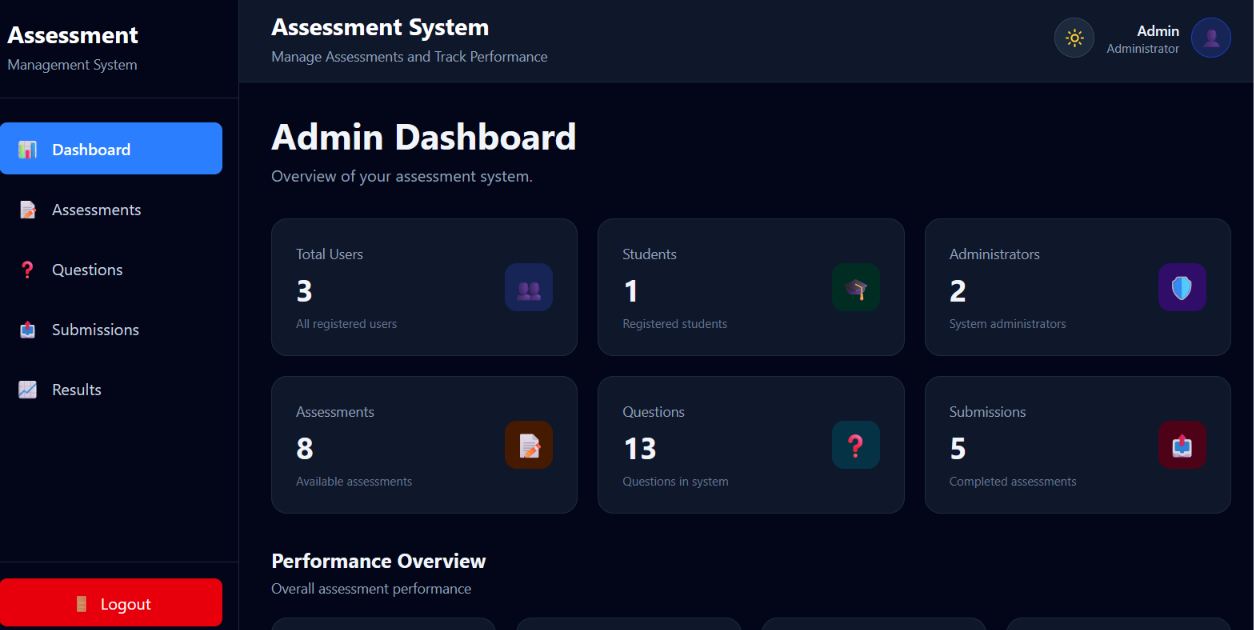 Assessment
Management System
Dashboard
Assessments
Questions
Submissions
Results
Logout
Assessment System
Manage Assessments and Track Performance
Admin
Administrator
Admin Dashboard
Overview of your assessment system.
Total Users
3
All registered users
Students
1
Registered students
Administrators
2
System administrators
Assessments
8
Available assessments
Questions
13
Questions in system
Submissions
5
Completed assessments
Performance Overview
Overall assessment performance